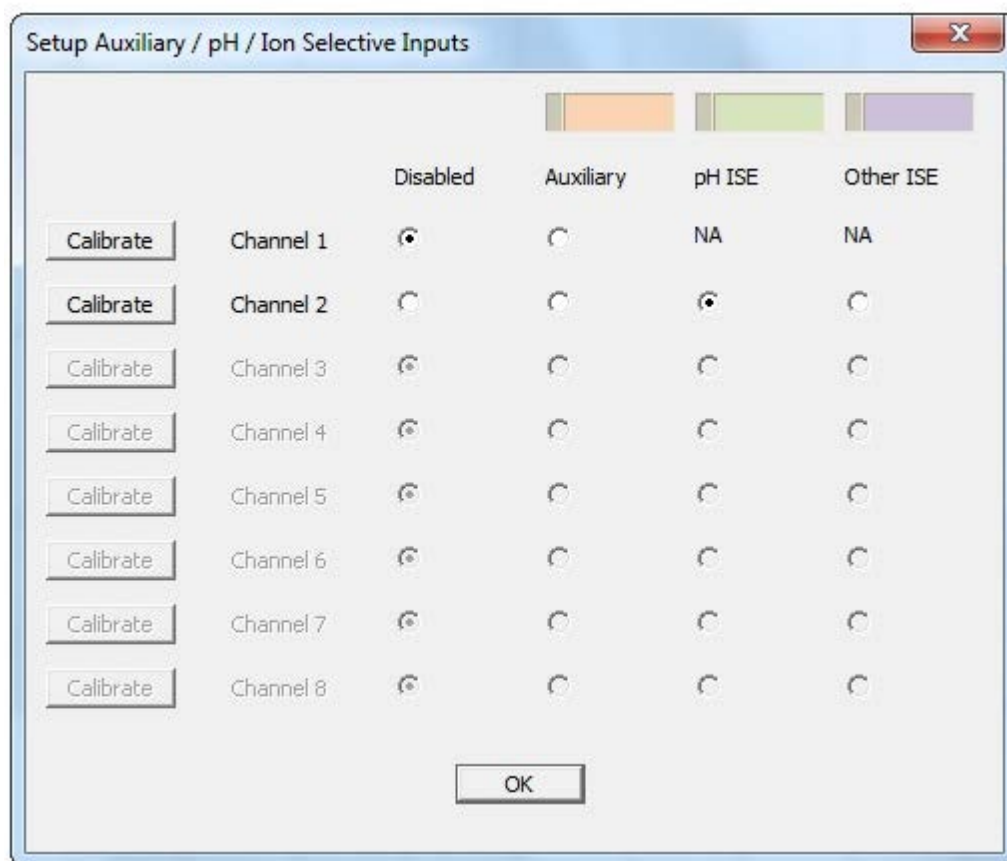 Setup Auxiliary / pH / Ion Selective Inputs
Disabled Auxiliary pH ISE Other ISE
Calibrate Channel 1 NA NA
Calibrate Channel 2
Calibrate Channel 3
Calibrate Channel 4
Calibrate Channel 5
Calibrate Channel 6
Calibrate Channel 7
Calibrate Channel 8
OK